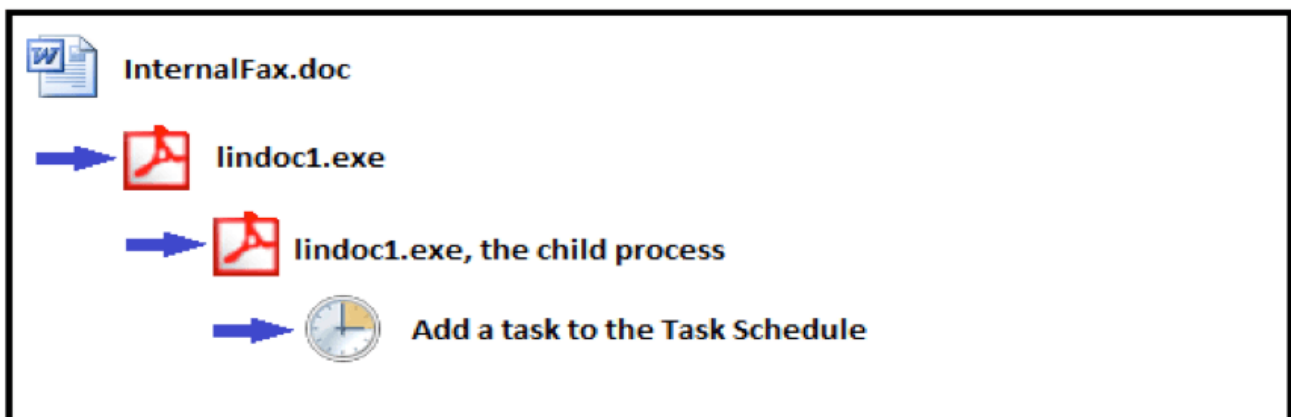 InternalFax.doc
lindoc1.exe
lindoc1.exe, the child process
Add a task to the Task Schedule